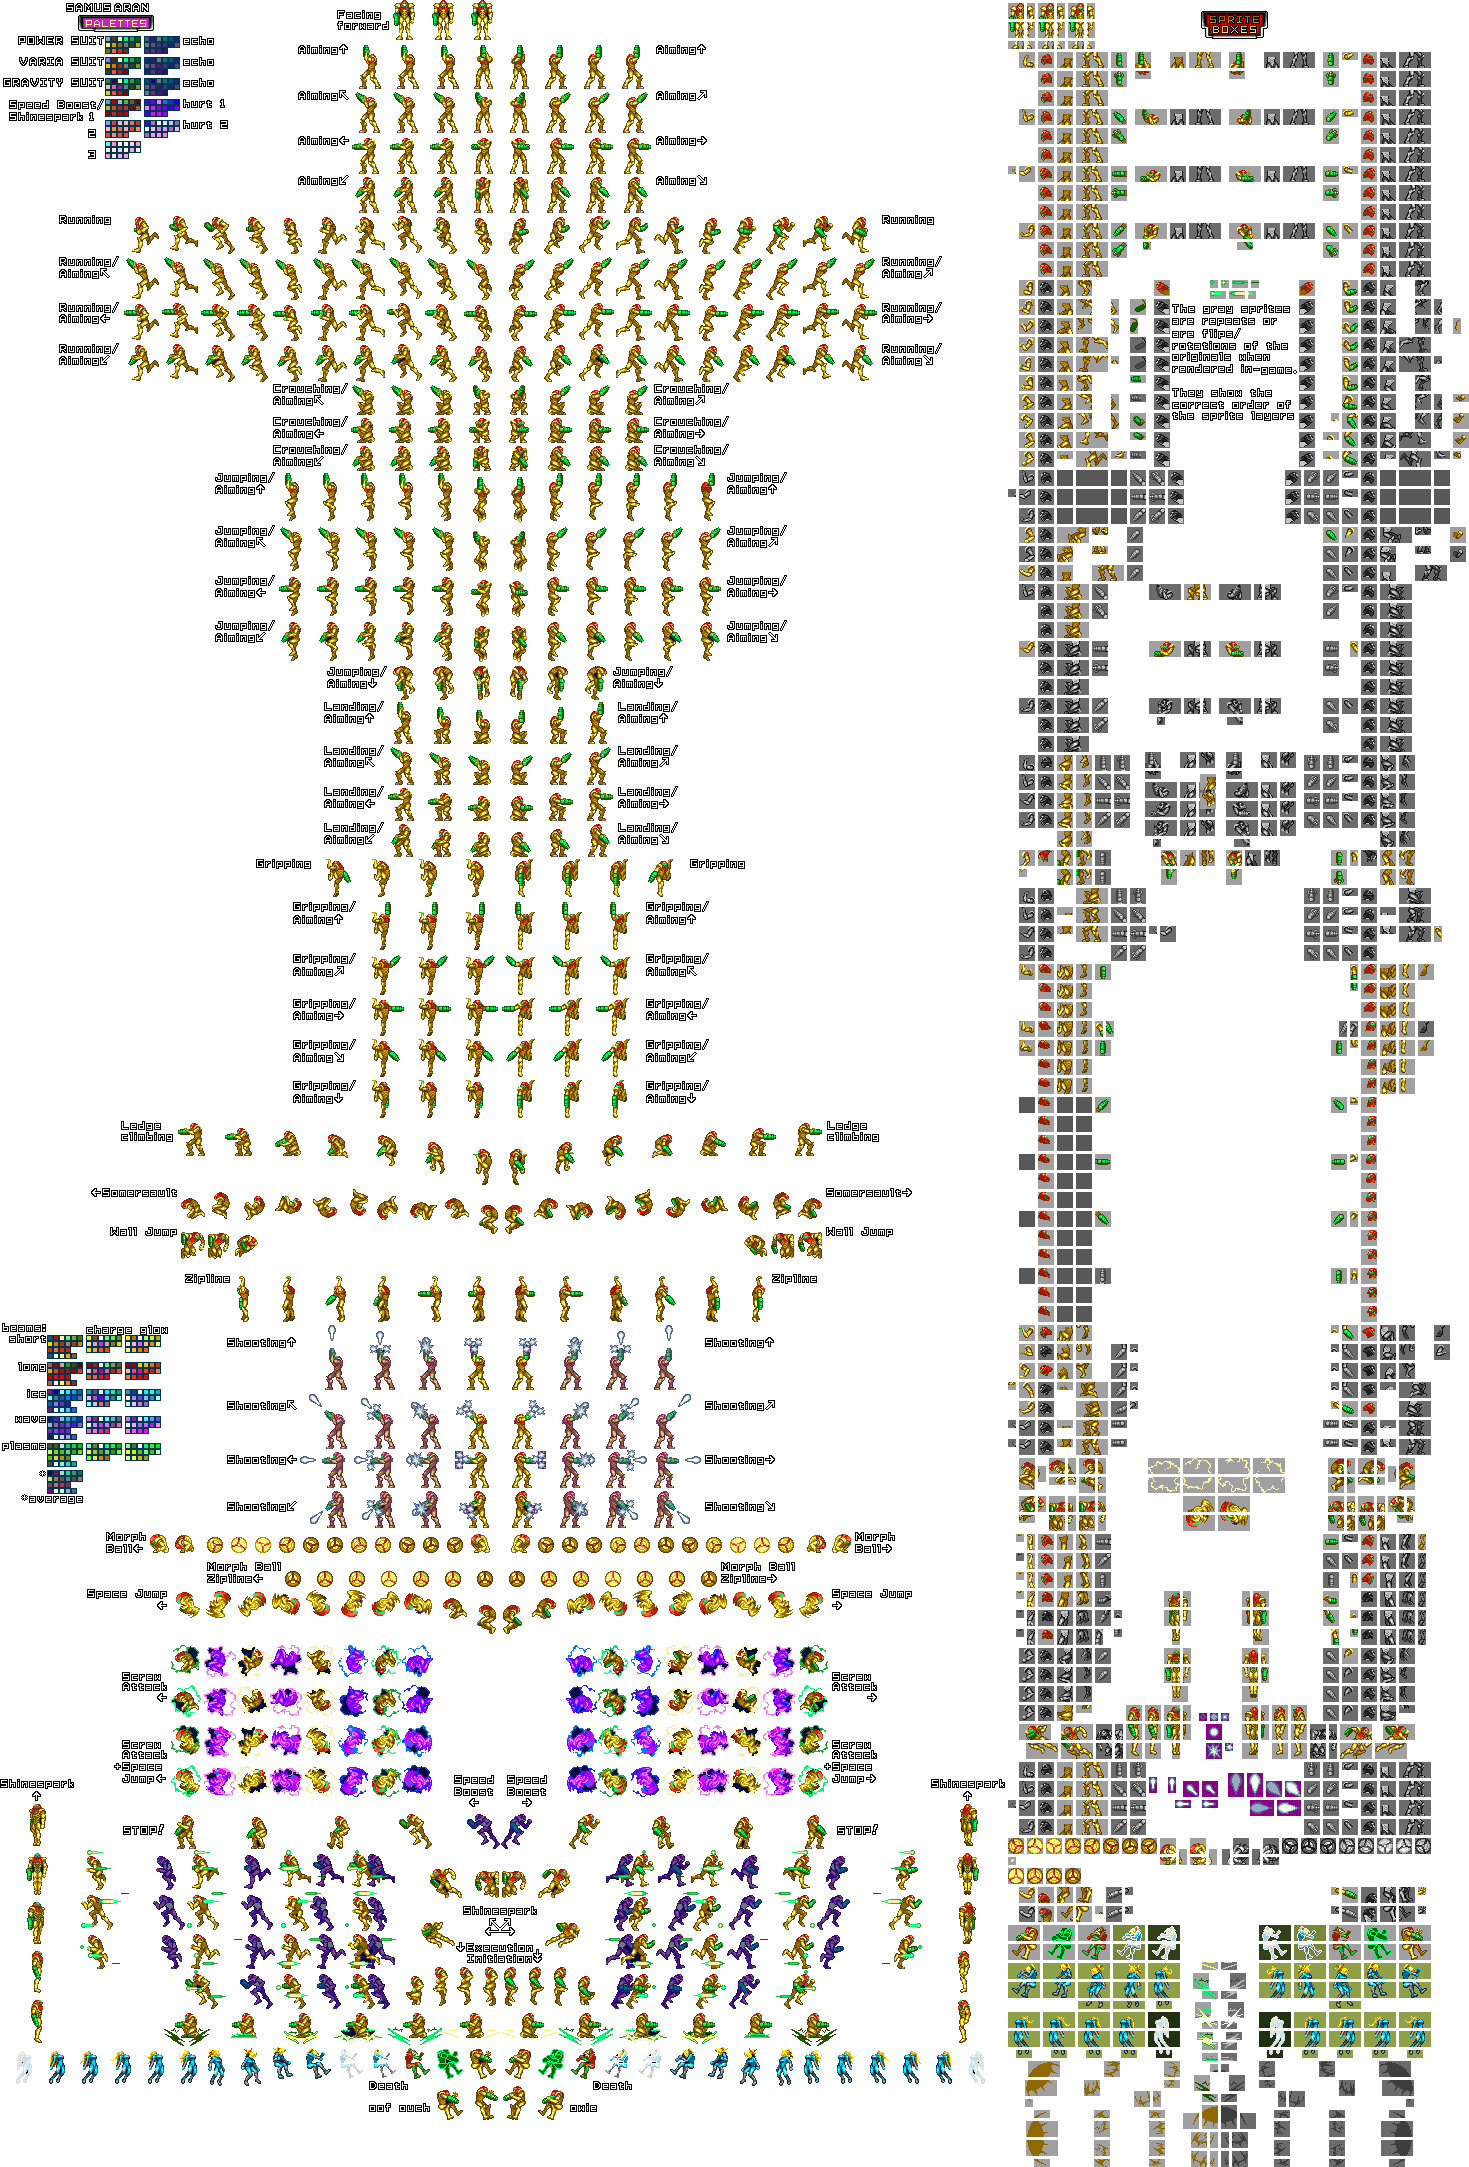 SAMUS ARAN
PALETTES
POWER SUIT
echo
VARIA SUIT
echo
GRAVITY SUIT
echo
Speed Boost/
Shinespark 1
hurt 1
2
hurt 2
3
Facing
forward
Aiming↑
Aiming↑
Aiming↖
Aiming↗
Aiming←
Aiming→
Aiming↙
Aiming↘
Running
Running
Running/
Aiming↖
Running/
Aiming↗
Running/
Aiming←
Running/
Aiming→
Running/
Aiming↙
Running/
Aiming↘
Crouching/
Aiming↖
Crouching/
Aiming↗
Crouching/
Aiming←
Crouching/
Aiming→
Crouching/
Aiming↙
Crouching/
Aiming↘
Jumping/
Aiming↑
Jumping/
Aiming↑
Jumping/
Aiming↖
Jumping/
Aiming↗
Jumping/
Aiming←
Jumping/
Aiming→
Jumping/
Aiming↙
Jumping/
Aiming↘
Jumping/
Aiming↓
Jumping/
Aiming↓
Landing/
Aiming↑
Landing/
Aiming↑
Landing/
Aiming↖
Landing/
Aiming↗
Landing/
Aiming←
Landing/
Aiming→
Landing/
Aiming↙
Landing/
Aiming↘
Gripping
Gripping
Gripping/
Aiming↑
Gripping/
Aiming↑
Gripping/
Aiming↗
Gripping/
Aiming↖
Gripping/
Aiming→
Gripping/
Aiming←
Gripping/
Aiming↘
Gripping/
Aiming↙
Gripping/
Aiming↓
Gripping/
Aiming↓
Ledge
climbing
Ledge
climbing
←Somersault
Somersault→
Wall Jump
Wall Jump
Zipline
Zipline
beams:
short
charge glow
long
ice
wave
plasma
*
*average
Shooting↑
Shooting↑
Shooting↖
Shooting↗
Shooting←
Shooting→
Shooting↙
Shooting↘
Morph
Ball←
Morph
Ball→
Morph Ball
Zipline←
Morph Ball
Zipline→
Space Jump
←
Space Jump
→
Screw
Attack
←
Screw
Attack
→
Screw
Attack
+Space
Jump←
Screw
Attack
+Space
Jump→
Shinespark
↑
Speed
Boost
←
Speed
Boost
→
Shinespark
↑
STOP!
STOP!
Shinespark
↖↗
←→
↓Execution
Initiation↓
Death
Death
oof ouch
owie
SPRITE
BOXES
The gray sprites
are repeats or
are flips/
rotations of the
originals when
rendered in-game.
They show the
correct order of
the sprite layers